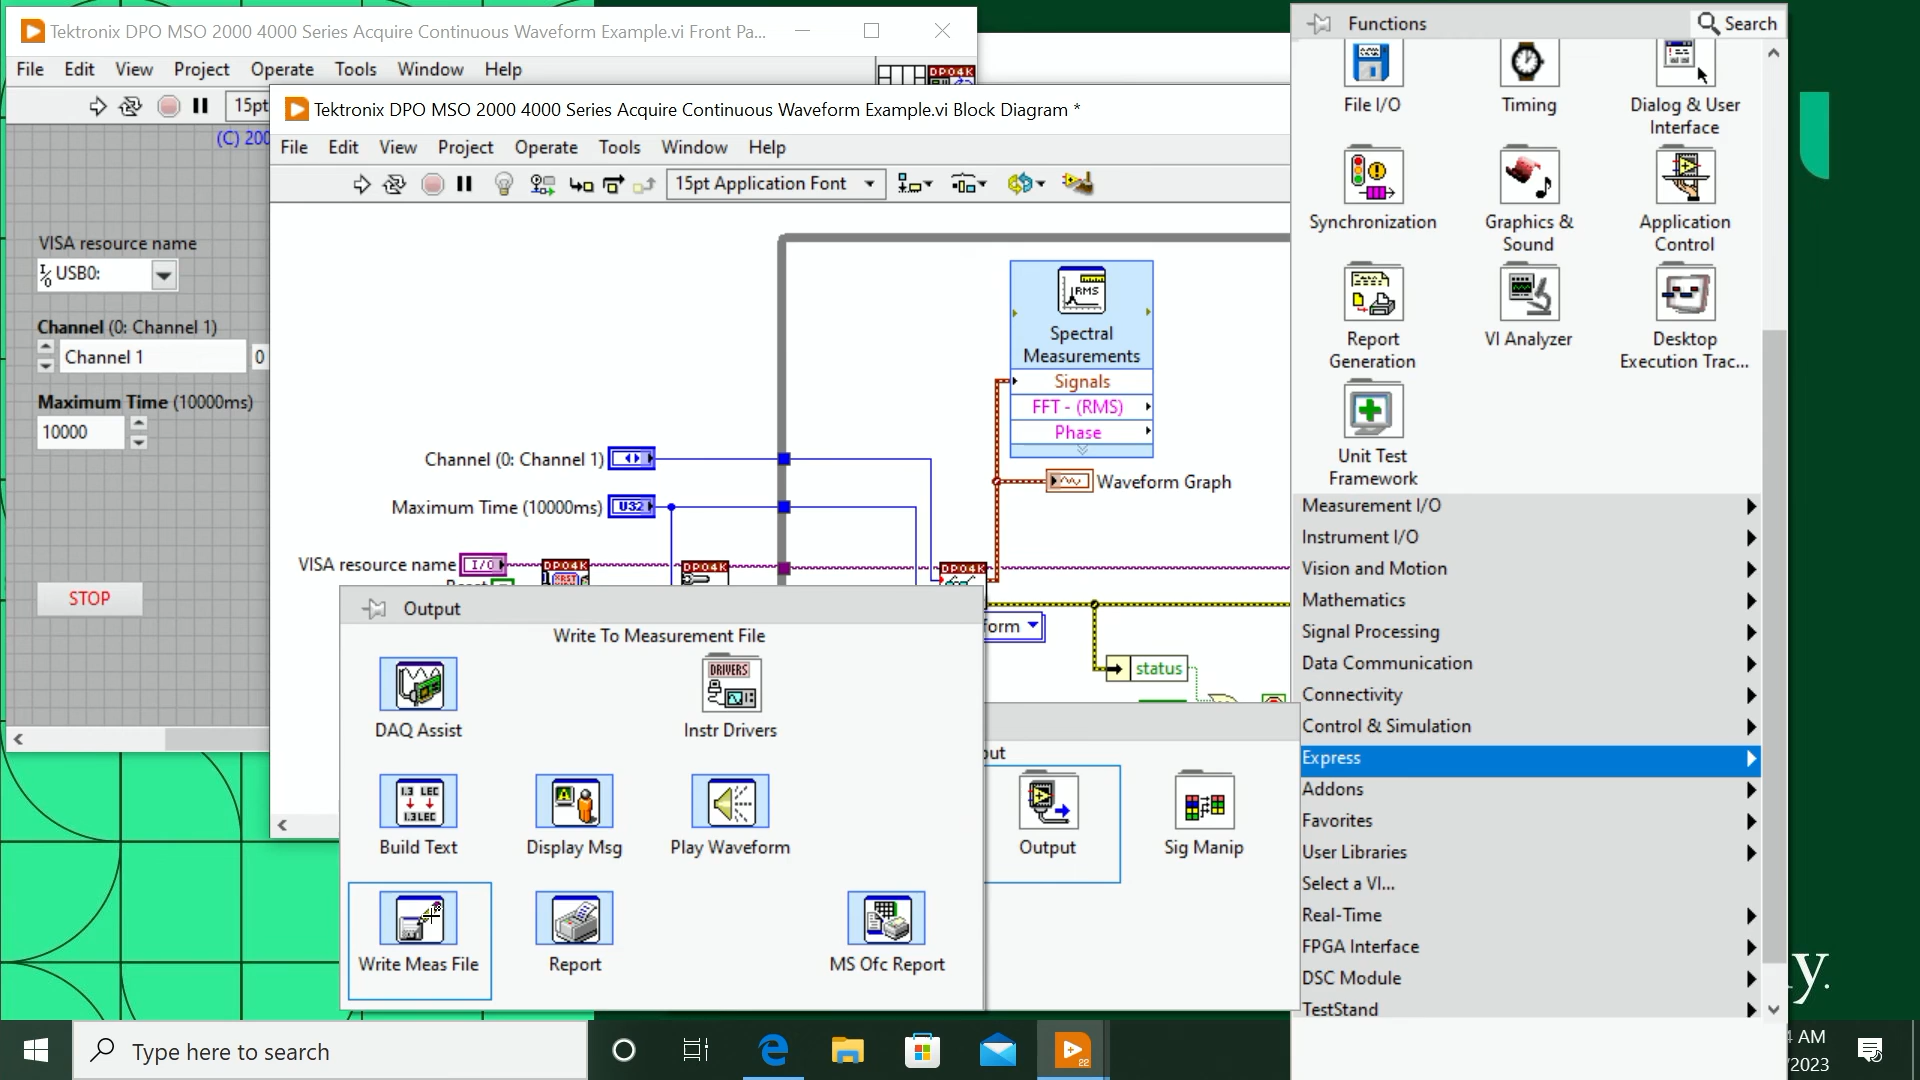 Tektronix DPO MSO 2000 4000 Series Acquire Continuous Waveform Example.vi Front Pa...
File Edit View Project Operate Tools Window Help
15pt
DPO4K
(C) 200
VISA resource name
USB0:
Channel (0: Channel 1)
Channel 1
0
Maximum Time (10000ms)
10000
STOP
Tektronix DPO MSO 2000 4000 Series Acquire Continuous Waveform Example.vi Block Diagram *
File Edit View Project Operate Tools Window Help
15pt Application Font
Spectral
Measurements
Signals
FFT - (RMS)
Phase
Waveform Graph
Channel (0: Channel 1)
Maximum Time (10000ms)
U32
VISA resource name
I/O
DPO4K
DPO4K
DPO4K
form
status
Output
Write To Measurement File
DAQ Assist
DRIVERS
Instr Drivers
Build Text
Display Msg
Play Waveform
Write Meas File
Report
MS Ofc Report
out
Output
Sig Manip
Functions
Search
File I/O
Timing
Dialog & User
Interface
Synchronization
Graphics &
Sound
Application
Control
Report
Generation
VI Analyzer
Desktop
Execution Trac...
Unit Test
Framework
Measurement I/O
Instrument I/O
Vision and Motion
Mathematics
Signal Processing
Data Communication
Connectivity
Control & Simulation
Express
Addons
Favorites
User Libraries
Select a VI...
Real-Time
FPGA Interface
DSC Module
TestStand
y.
Type here to search
22
AM
/2023